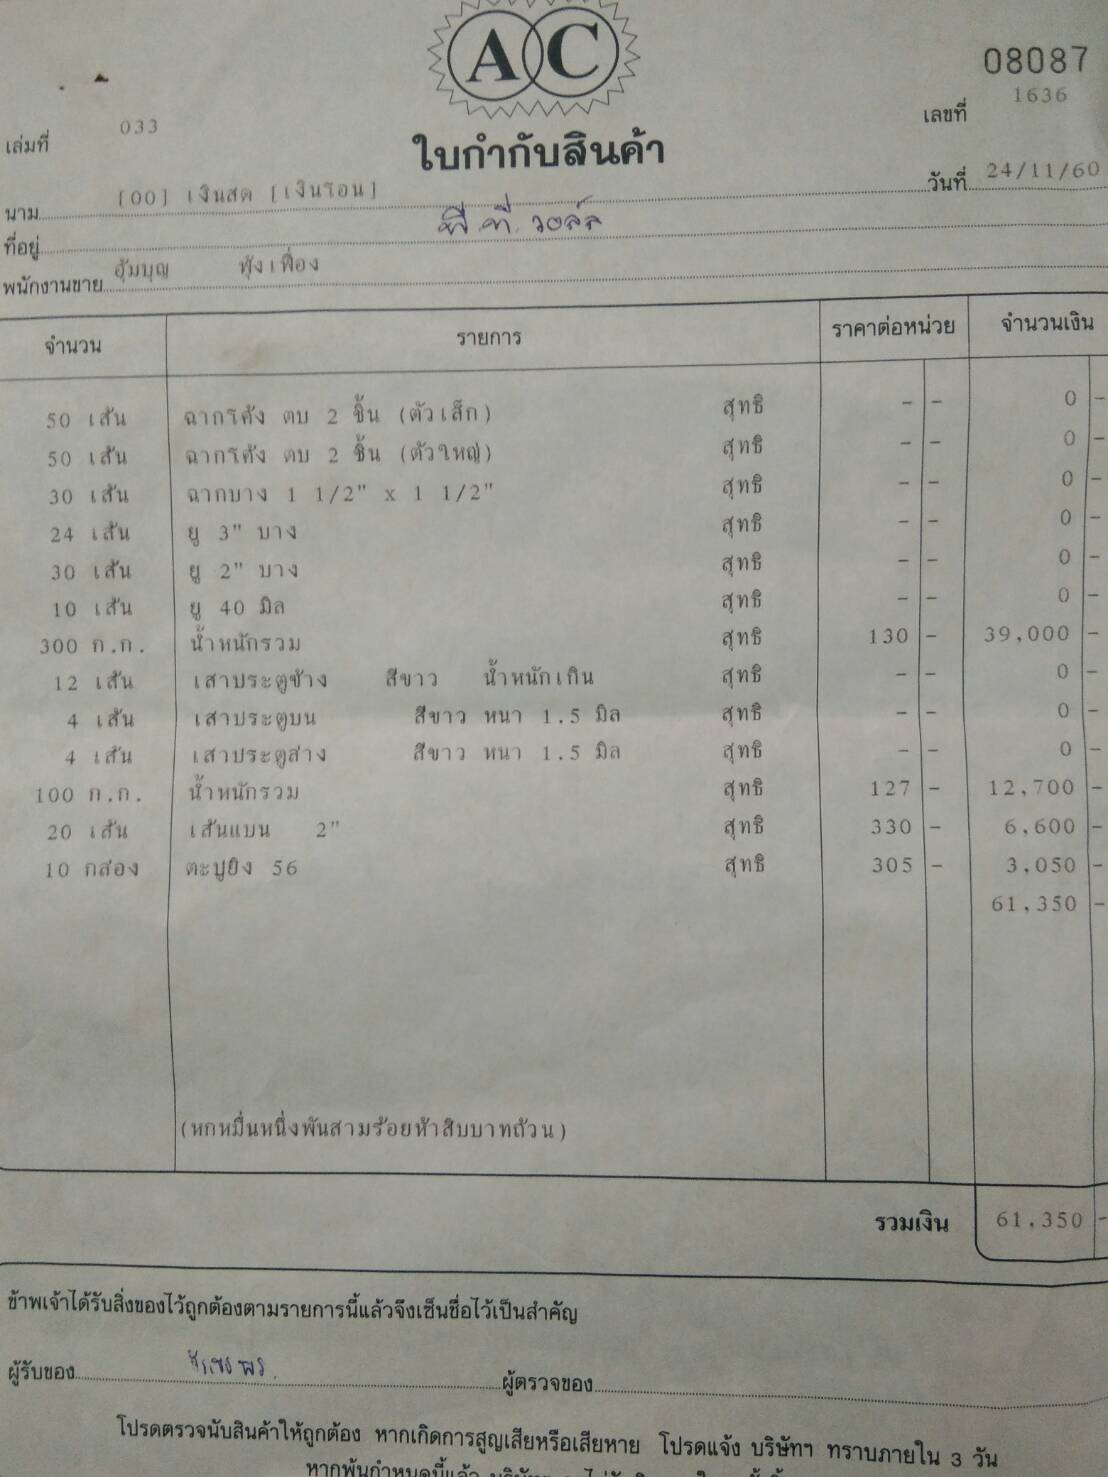 AC
08087
เล่มที่ 033 เลขที่ 1636
ใบกำกับสินค้า
นาม [00] เงินสด [เงินรอน] วันที่ 24/11/60
ที่อยู่ พี.ที.วอล์ล
พนักงานขาย อุ้มบุญ ฟุ้งเฟื่อง
จำนวน รายการ ราคาต่อหน่วย จำนวนเงิน
50 เส้น ฉากรีดัง ตบ 2 ชิ้น (ตัวเล็ก) สุทธิ - - 0 -
50 เส้น ฉากรีดัง ตบ 2 ชิ้น (ตัวใหญ่) สุทธิ - - 0 -
30 เส้น ฉากบาง 1 1/2" x 1 1/2" สุทธิ - - 0 -
24 เส้น ยู 3" บาง สุทธิ - - 0 -
30 เส้น ยู 2" บาง สุทธิ - - 0 -
10 เส้น ยู 40 มิล สุทธิ - - 0 -
300 ก.ก. น้ำหนักรวม สุทธิ 130 - 39,000 -
12 เส้น เสาประตูข้าง สีขาว น้ำหนักเกิน สุทธิ - - 0 -
4 เส้น เสาประตูบน สีขาว หนา 1.5 มิล สุทธิ - - 0 -
4 เส้น เสาประตูล่าง สีขาว หนา 1.5 มิล สุทธิ - - 0 -
100 ก.ก. น้ำหนักรวม สุทธิ 127 - 12,700 -
20 เส้น เส้นแบน 2" สุทธิ 330 - 6,600 -
10 กล่อง ตะปูยิง 56 สุทธิ 305 - 3,050 -
61,350 -
(หกหมื่นหนึ่งพันสามร้อยห้าสิบบาทถ้วน)
รวมเงิน 61,350 -
ข้าพเจ้าได้รับสิ่งของไว้ถูกต้องตามรายการนี้แล้วจึงเซ็นชื่อไว้เป็นสำคัญ
ผู้รับของ ผู้ตรวจของ
โปรดตรวจนับสินค้าให้ถูกต้อง หากเกิดการสูญเสียหรือเสียหาย โปรดแจ้ง บริษัทฯ ทราบภายใน 3 วัน
หากพ้นกำหนดนี้แล้ว